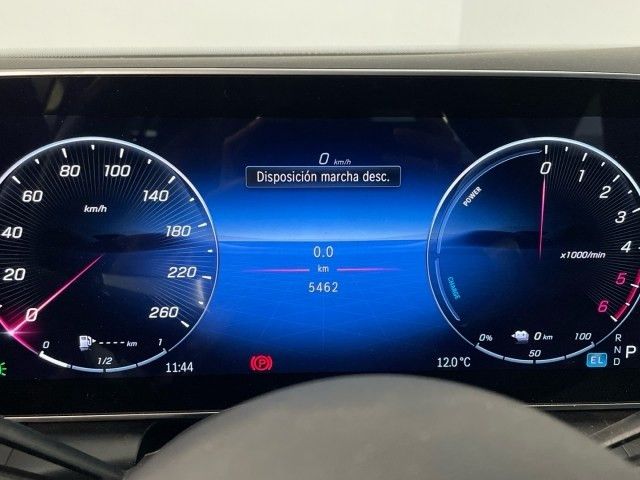 0 km/h
Disposición marcha desc.
0.0
km
5462
0
20
40
60
80
100
140
180
220
260
km/h
0
1/2
1
-----km
11:44
P
12.0 °C
POWER
CHARGE
0
1
2
3
4
5
6
x1000/min
0%
50
100
0 km
EL
R
N
D
P